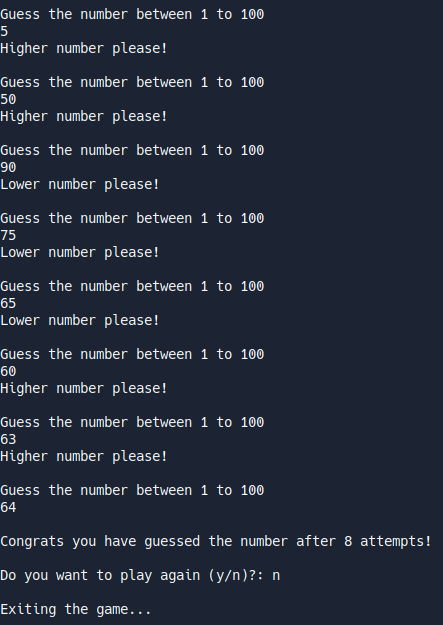 Guess the number between 1 to 100
5
Higher number please!
Guess the number between 1 to 100
50
Higher number please!
Guess the number between 1 to 100
90
Lower number please!
Guess the number between 1 to 100
75
Lower number please!
Guess the number between 1 to 100
65
Lower number please!
Guess the number between 1 to 100
60
Higher number please!
Guess the number between 1 to 100
63
Higher number please!
Guess the number between 1 to 100
64
Congrats you have guessed the number after 8 attempts!
Do you want to play again (y/n)?: n
Exiting the game...